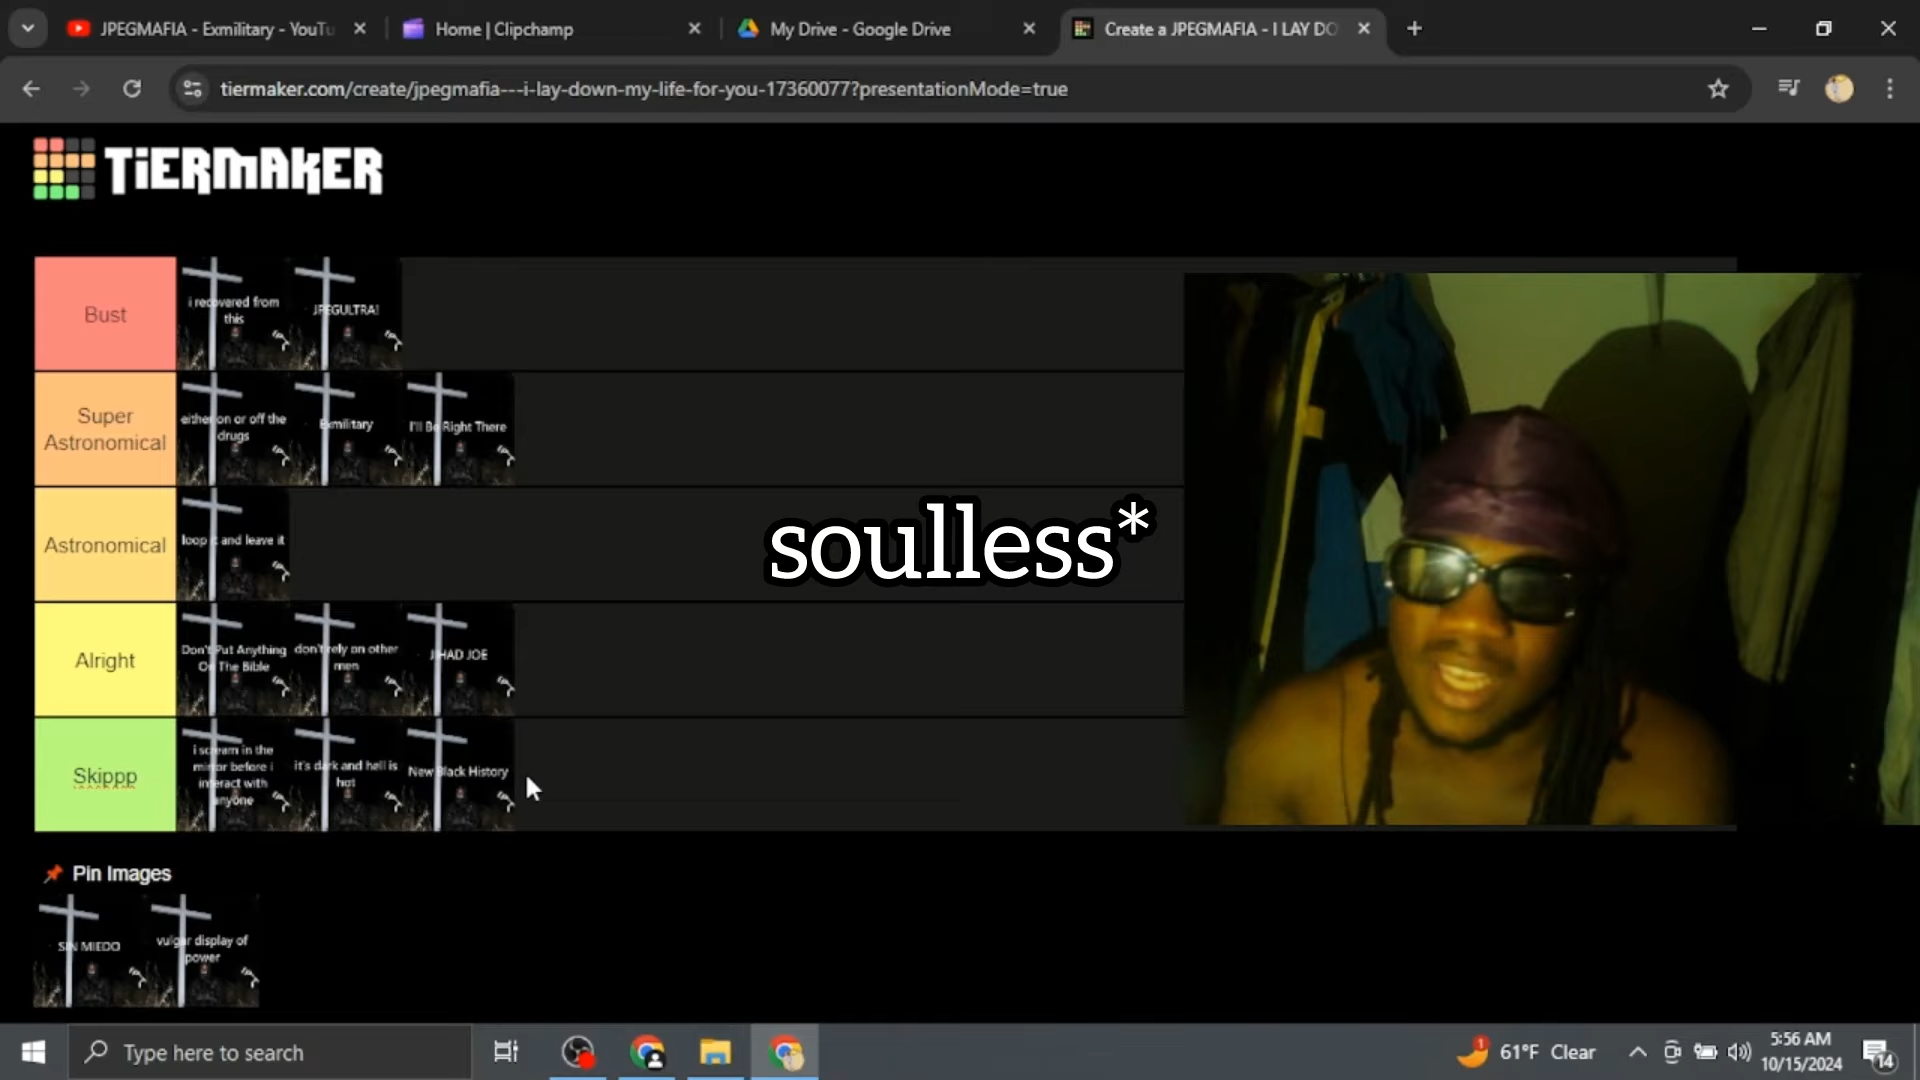 JPEGMAFIA - Exmilitary - YouTu
Home | Clipchamp
My Drive - Google Drive
Create a JPEGMAFIA - I LAY DO
tiermaker.com/create/jpegmafia---i-lay-down-my-life-for-you-17360077?presentationMode=true
TiERMAKER
Bust
i recovered from
this
JPEGULTRA!
Super
Astronomical
either on or off the
drugs
Exmilitary
I'll Be Right There
Astronomical
loop it and leave it
soulless*
Alright
Don't Put Anything
On The Bible
don't rely on other
men
JIHAD JOE
Skippp
i scream in the
mirror before i
interact with
anyone
it's dark and hell is
hot
New Black History
Pin Images
SIN MIEDO
vulgar display of
power
Type here to search
1
61°F Clear
5:56 AM
10/15/2024
14